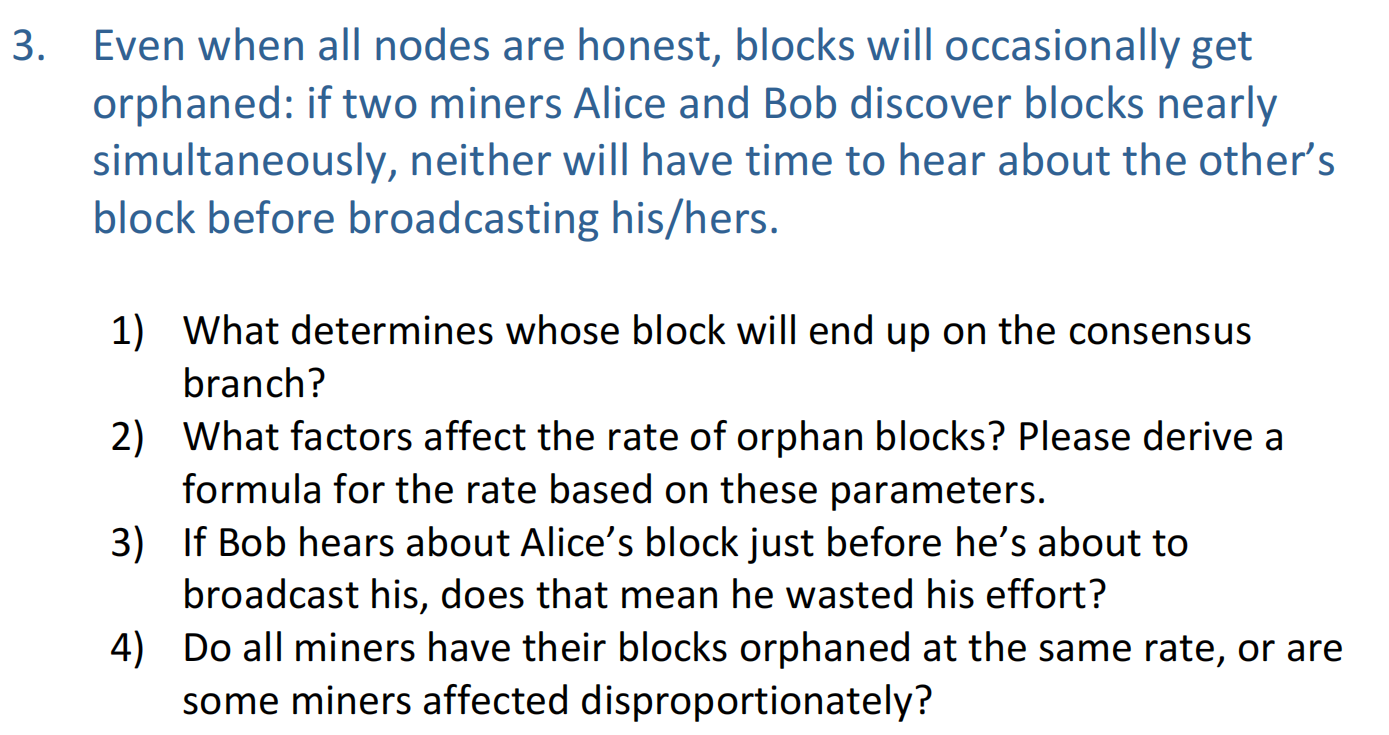 3. Even when all nodes are honest, blocks will occasionally get
orphaned: if two miners Alice and Bob discover blocks nearly
simultaneously, neither will have time to hear about the other’s
block before broadcasting his/hers.
1) What determines whose block will end up on the consensus
branch?
2) What factors affect the rate of orphan blocks? Please derive a
formula for the rate based on these parameters.
3) If Bob hears about Alice’s block just before he’s about to
broadcast his, does that mean he wasted his effort?
4) Do all miners have their blocks orphaned at the same rate, or are
some miners affected disproportionately?